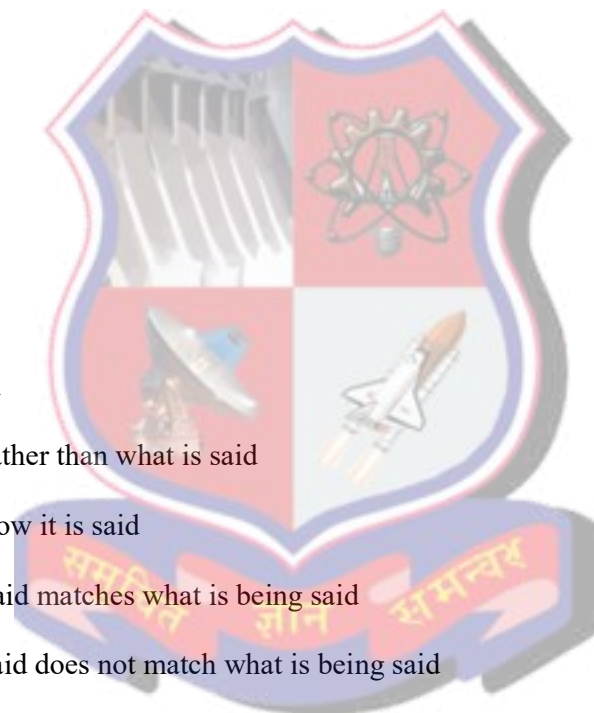 ather than what is said
ow it is said
aid matches what is being said
aid does not match what is being said
समन्वित ज्ञान समन्वय